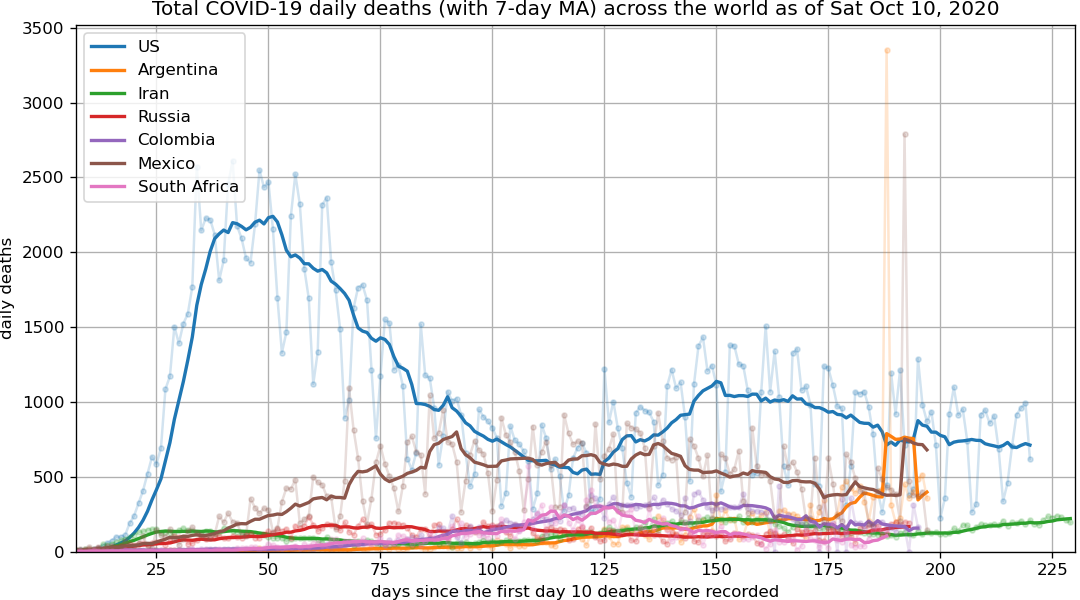 Total COVID-19 daily deaths (with 7-day MA) across the world as of Sat Oct 10, 2020
3500
3000
2500
2000
1500
1000
500
0
daily deaths
US
Argentina
Iran
Russia
Colombia
Mexico
South Africa
25 50 75 100 125 150 175 200 225
days since the first day 10 deaths were recorded